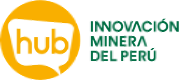 hub
INNOVACIÓN
MINERA
DEL PERÚ